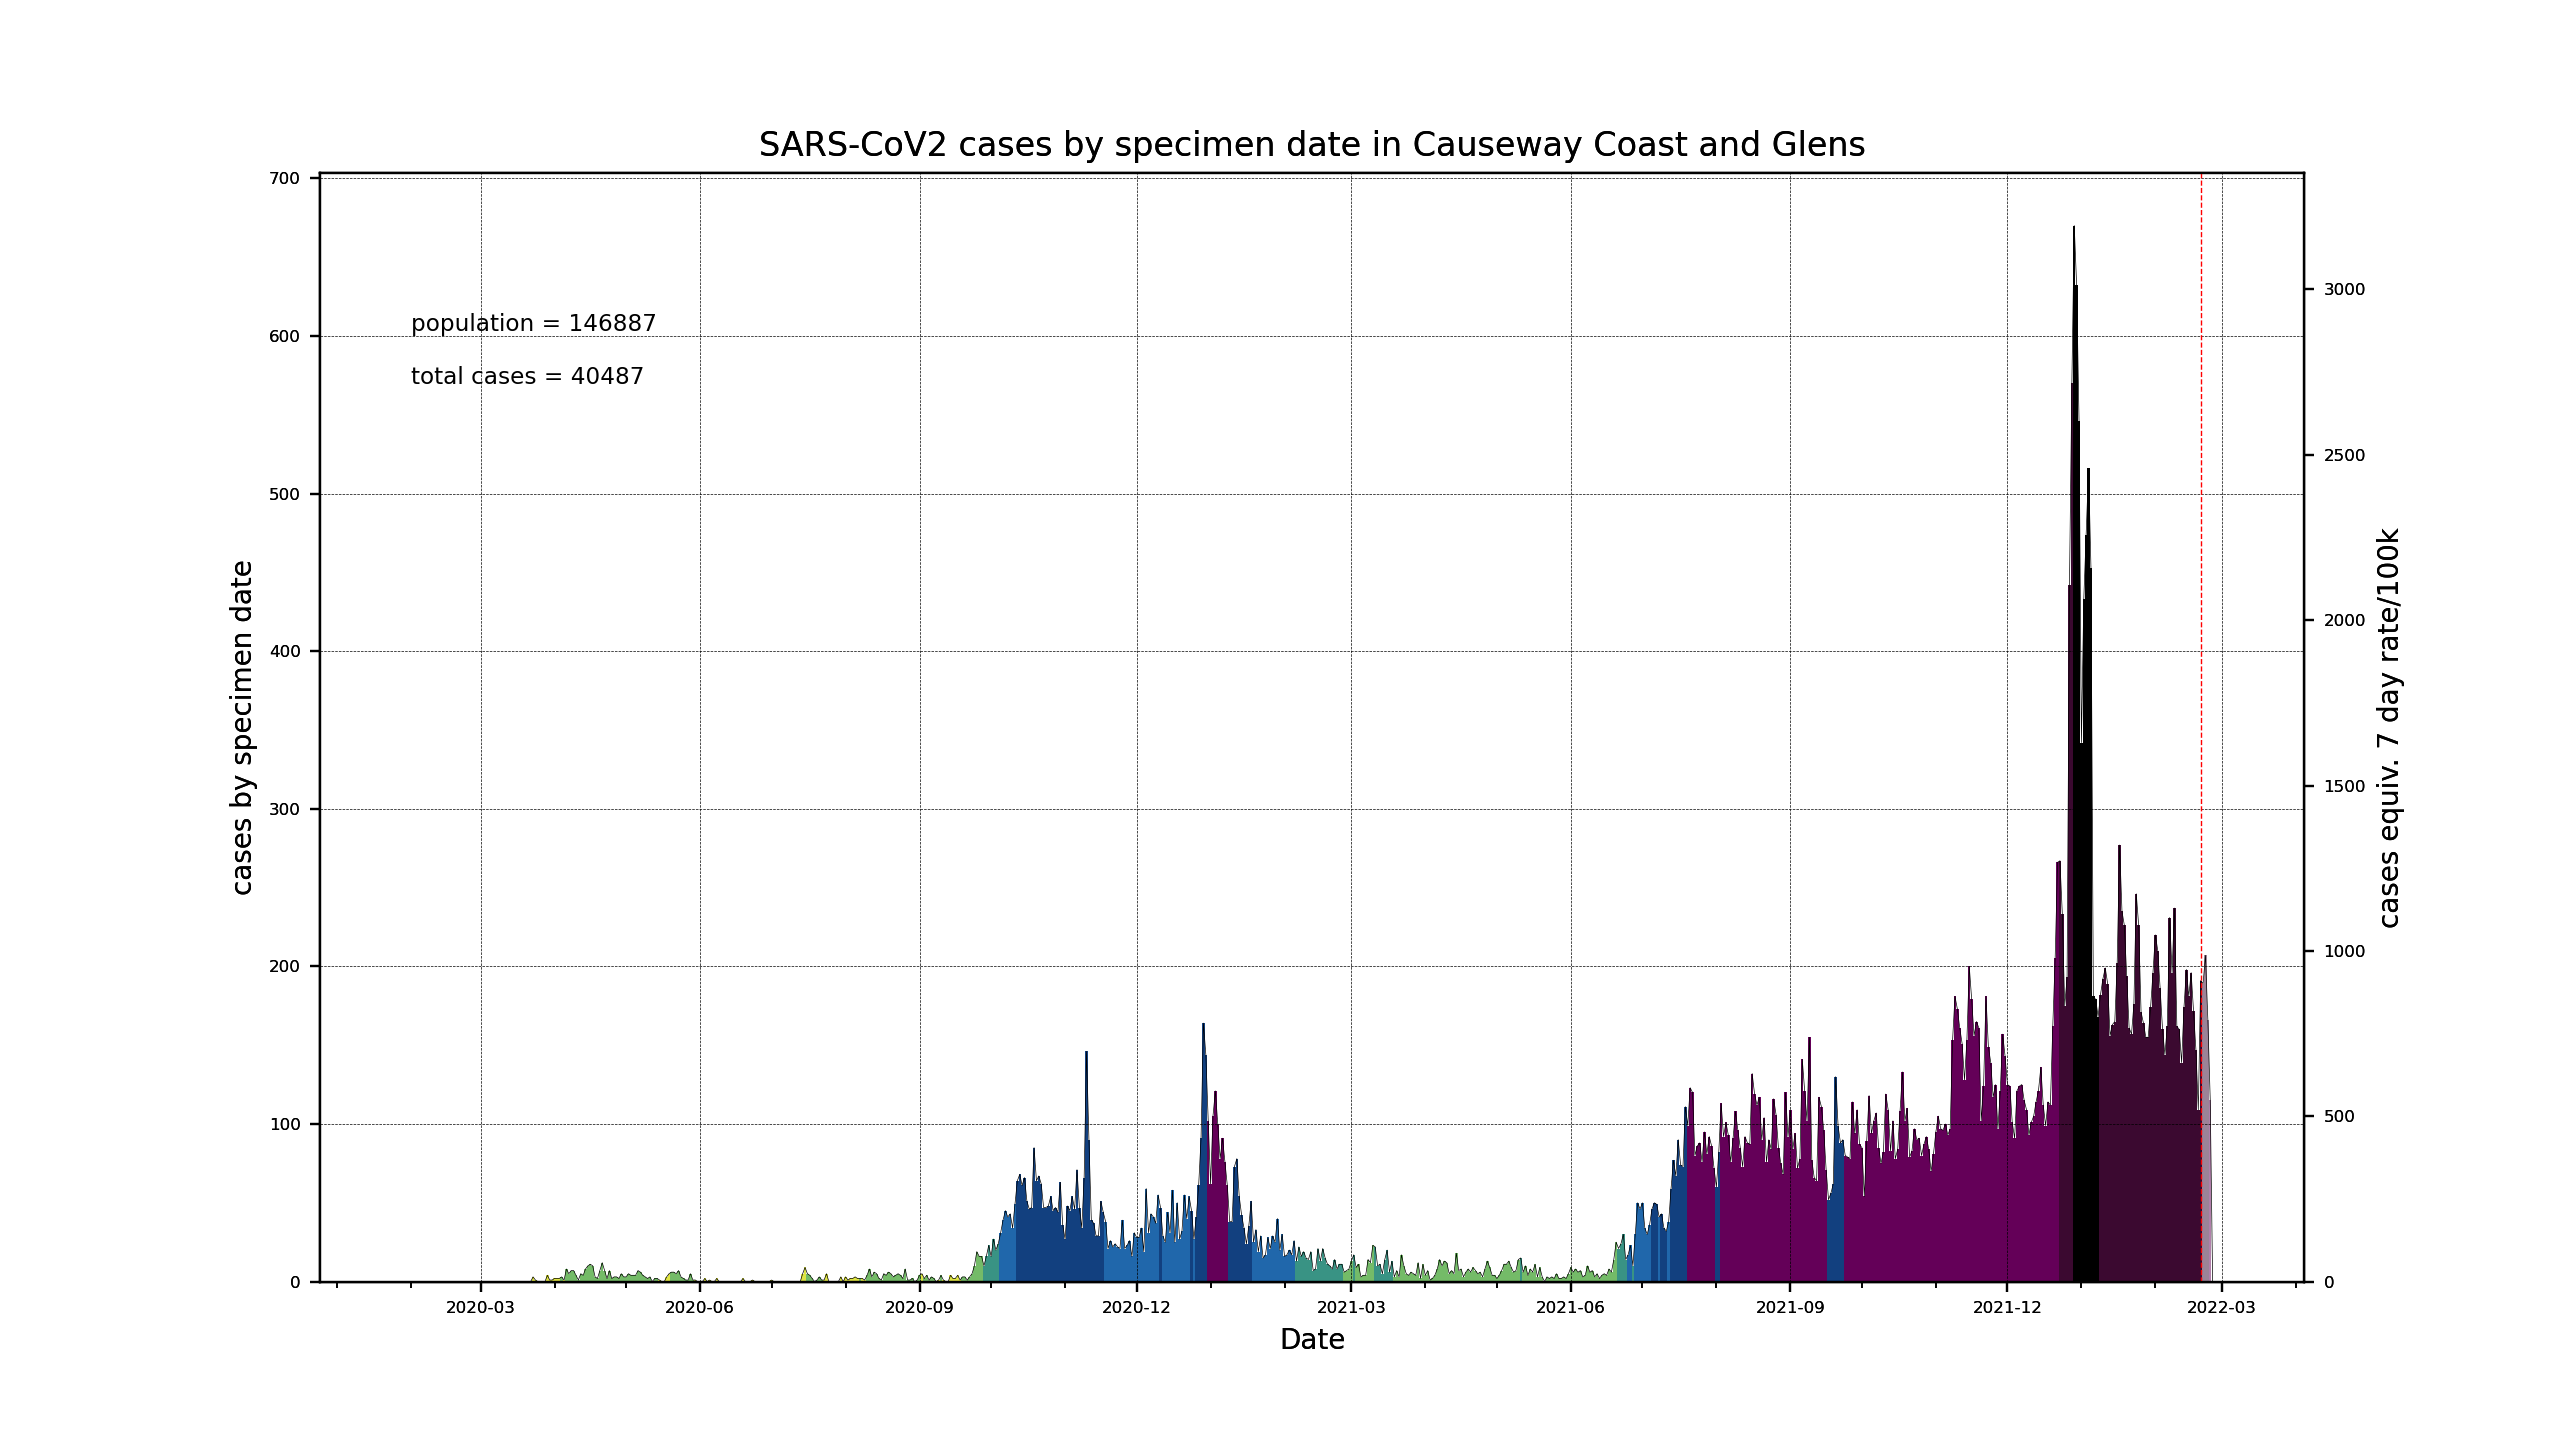 SARS-CoV2 cases by specimen date in Causeway Coast and Glens
population = 146887
total cases = 40487
cases by specimen date
700
600
500
400
300
200
100
0
3000
2500
2000
1500
1000
500
0
cases equiv. 7 day rate/100k
2020-03 2020-06 2020-09 2020-12 2021-03 2021-06 2021-09 2021-12 2022-03
Date